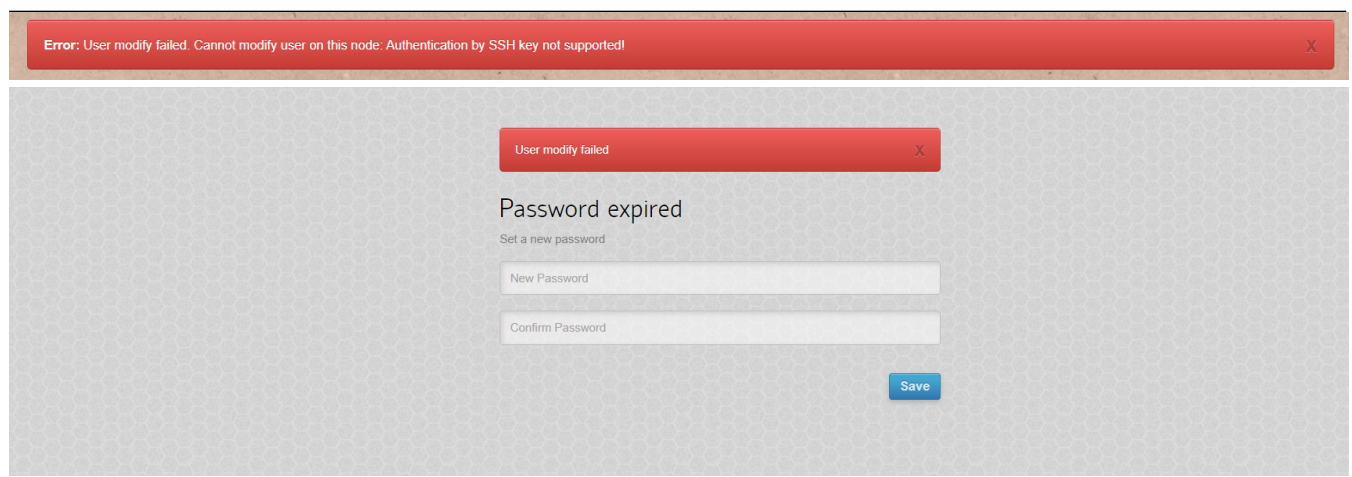 Error: User modify failed. Cannot modify user on this node: Authentication by SSH key not supported! X
User modify failed X
Password expired
Set a new password
New Password
Confirm Password
Save